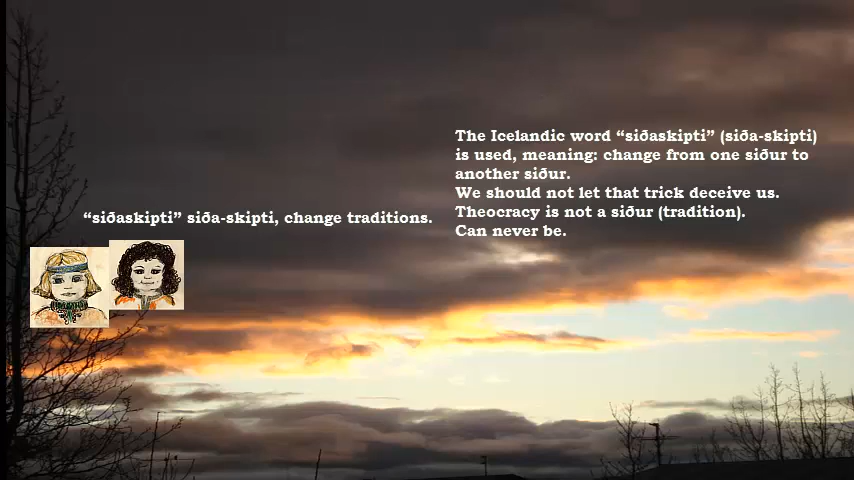 The Icelandic word “siðaskipti” (siða-skipti)
is used, meaning: change from one siður to
another siður.
We should not let that trick deceive us.
Theocracy is not a siður (tradition).
Can never be.
“siðaskipti” siða-skipti, change traditions.